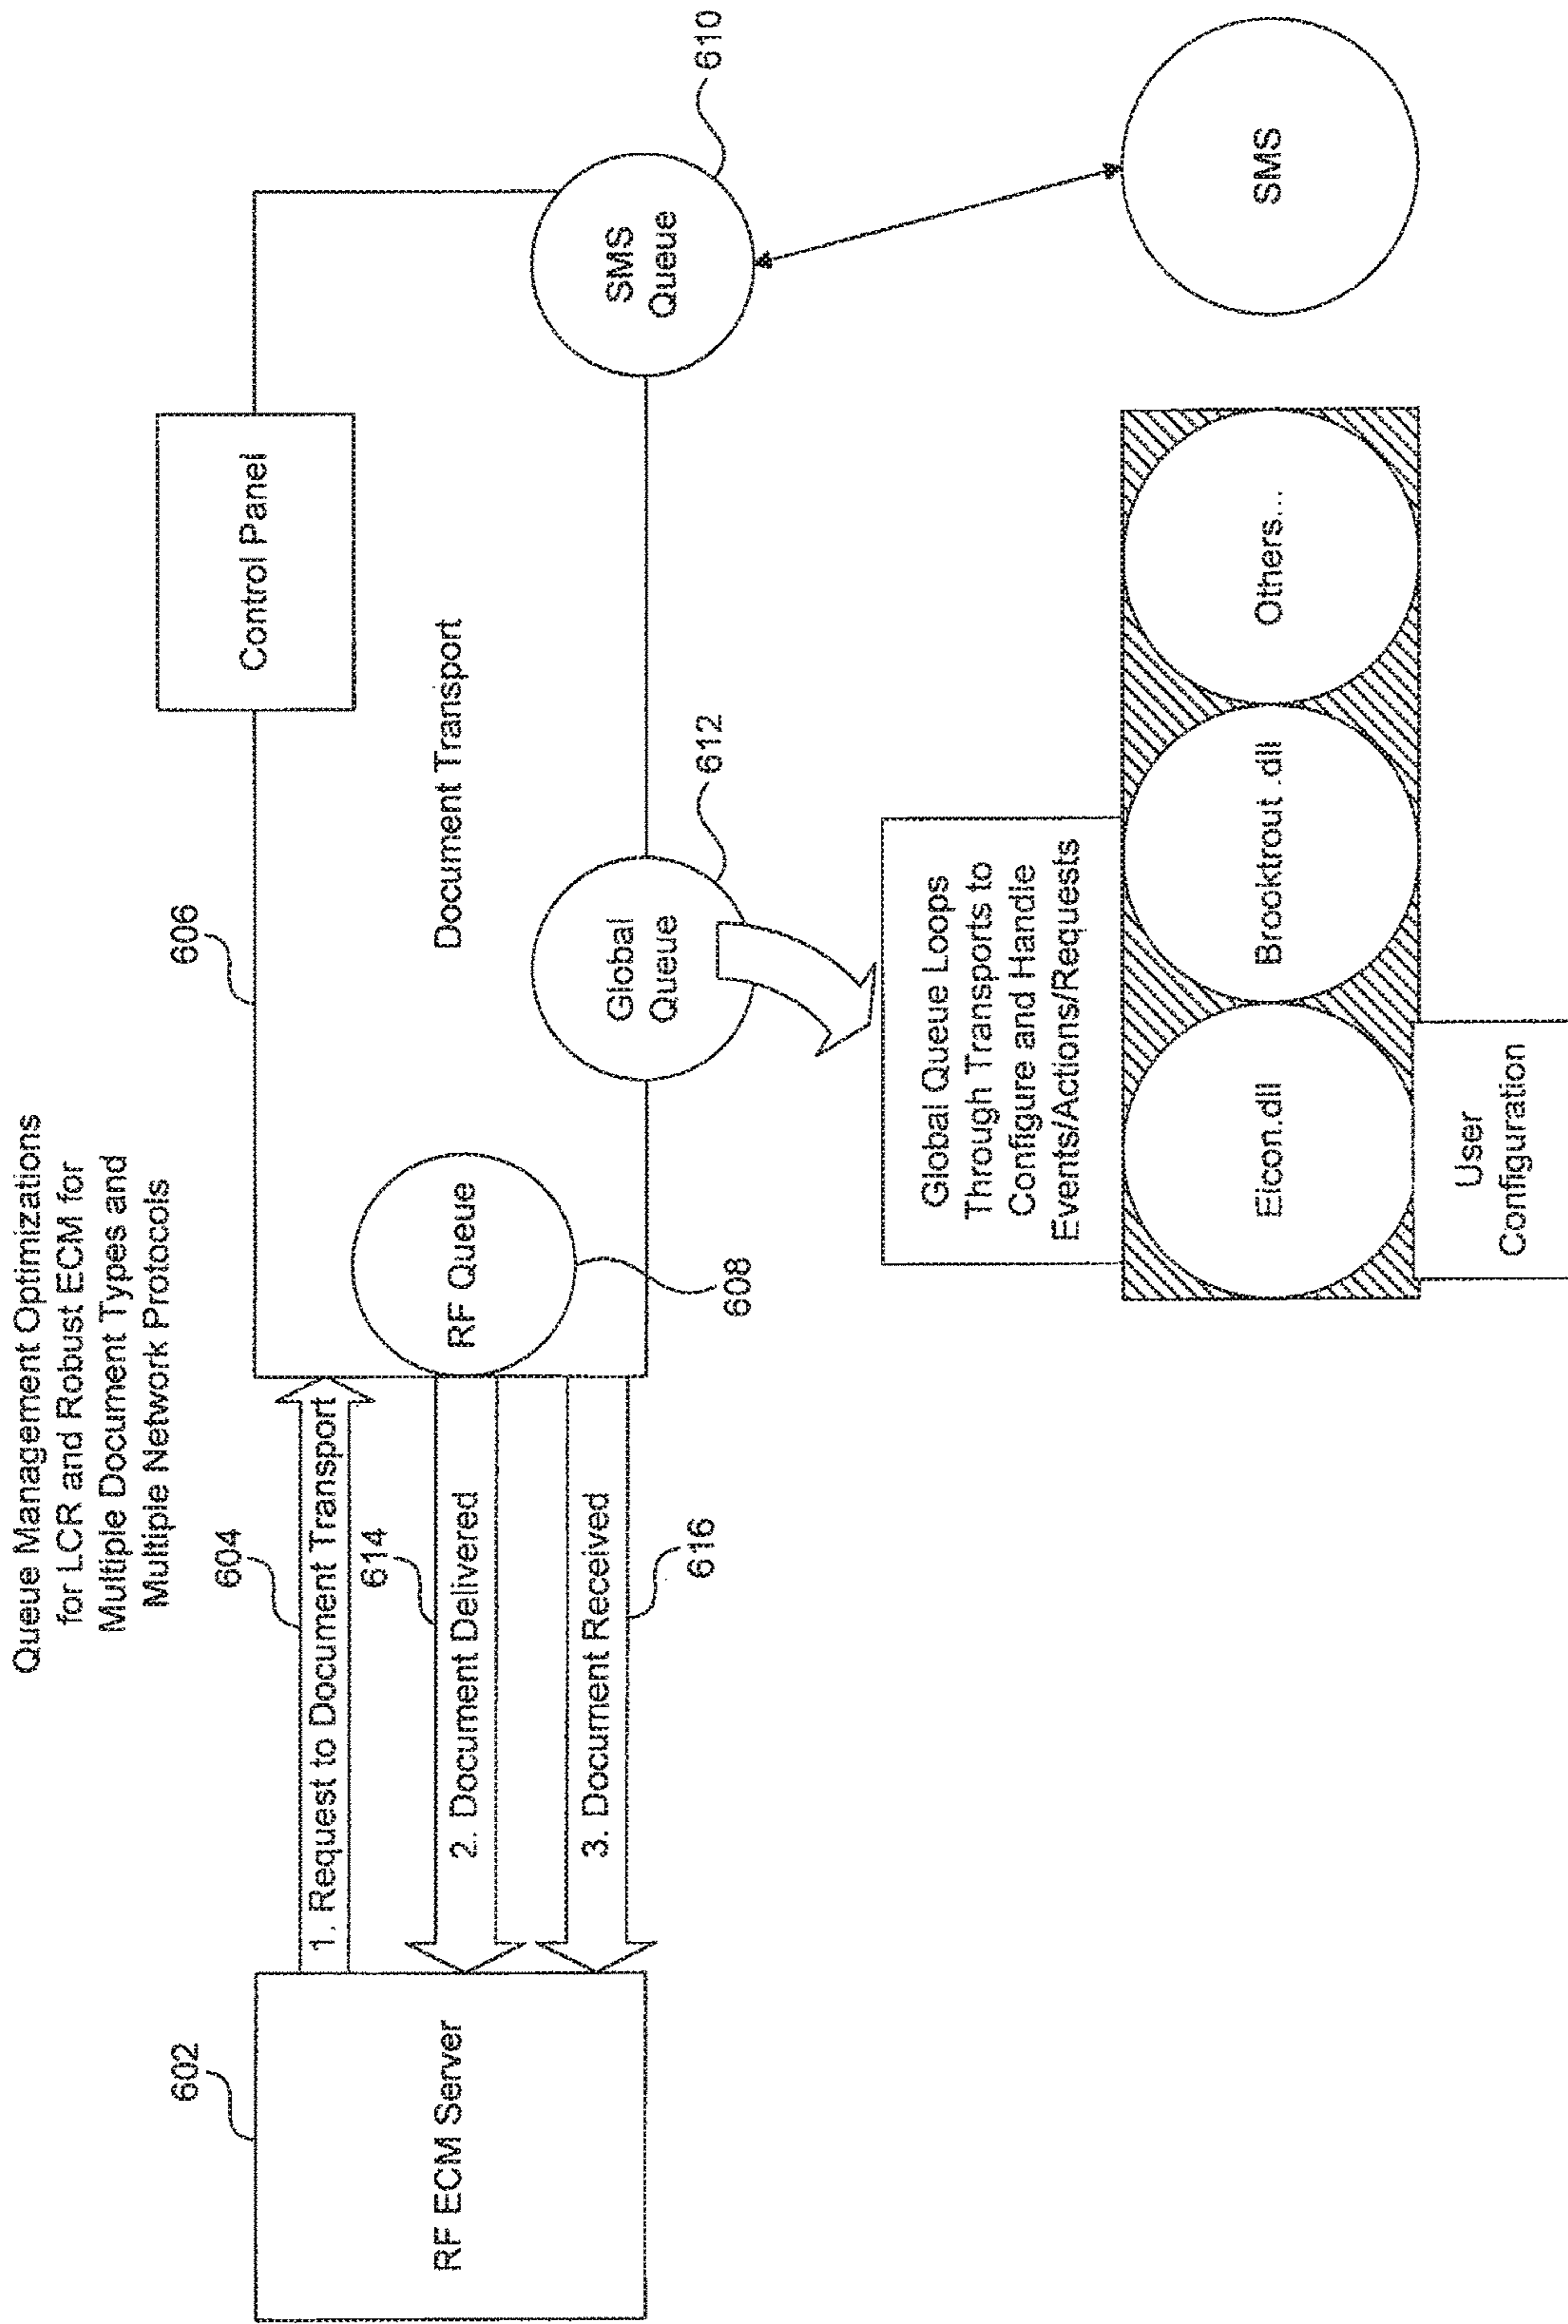 Queue Management Optimizations
for LCR and Robust ECM for
Multiple Document Types and
Multiple Network Protocols
602
RF ECM Server
604
1. Request to Document Transport
614
2. Document Delivered
3. Document Received
616
606
Control Panel
Document Transport
RF Queue
608
Global
Queue
612
SMS
Queue
610
Global Queue Loops
Through Transports to
Configure and Handle
Events/Actions/Requests
Eicon.dll
Brooktrout .dll
Others...
SMS
User
Configuration